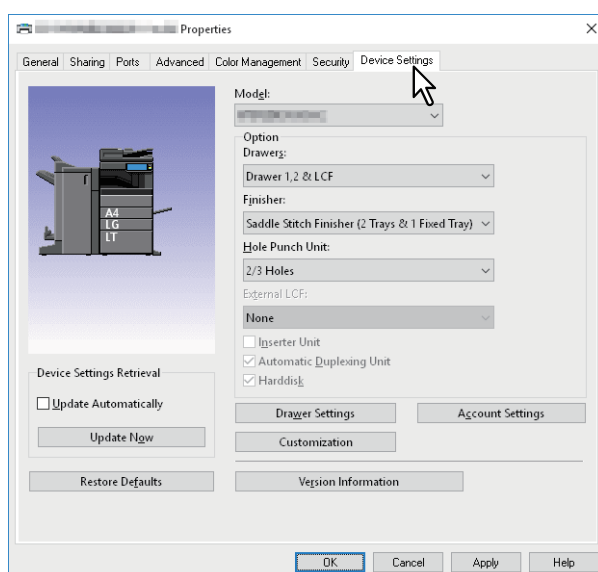 Properties
General Sharing Ports Advanced Color Management Security Device Settings
Model:
Option
Drawers:
Drawer 1,2 & LCF
Finisher:
Saddle Stitch Finisher (2 Trays & 1 Fixed Tray)
Hole Punch Unit:
2/3 Holes
External LCF:
None
Inserter Unit
Automatic Duplexing Unit
Harddisk
A4
LG
LT
Device Settings Retrieval
Update Automatically
Update Now
Drawer Settings Account Settings
Customization
Restore Defaults Version Information
OK Cancel Apply Help